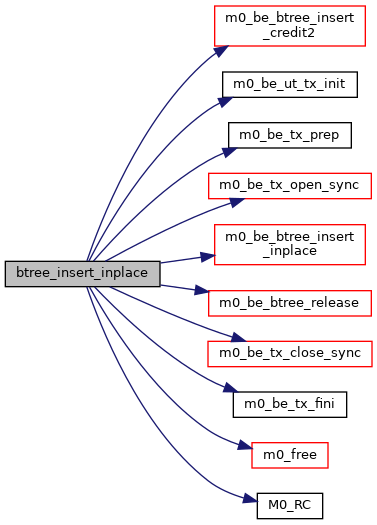 m0_be_btree_insert
_credit2
m0_be_ut_tx_init
m0_be_tx_prep
m0_be_tx_open_sync
m0_be_btree_insert
_inplace
btree_insert_inplace
m0_be_btree_release
m0_be_tx_close_sync
m0_be_tx_fini
m0_free
M0_RC